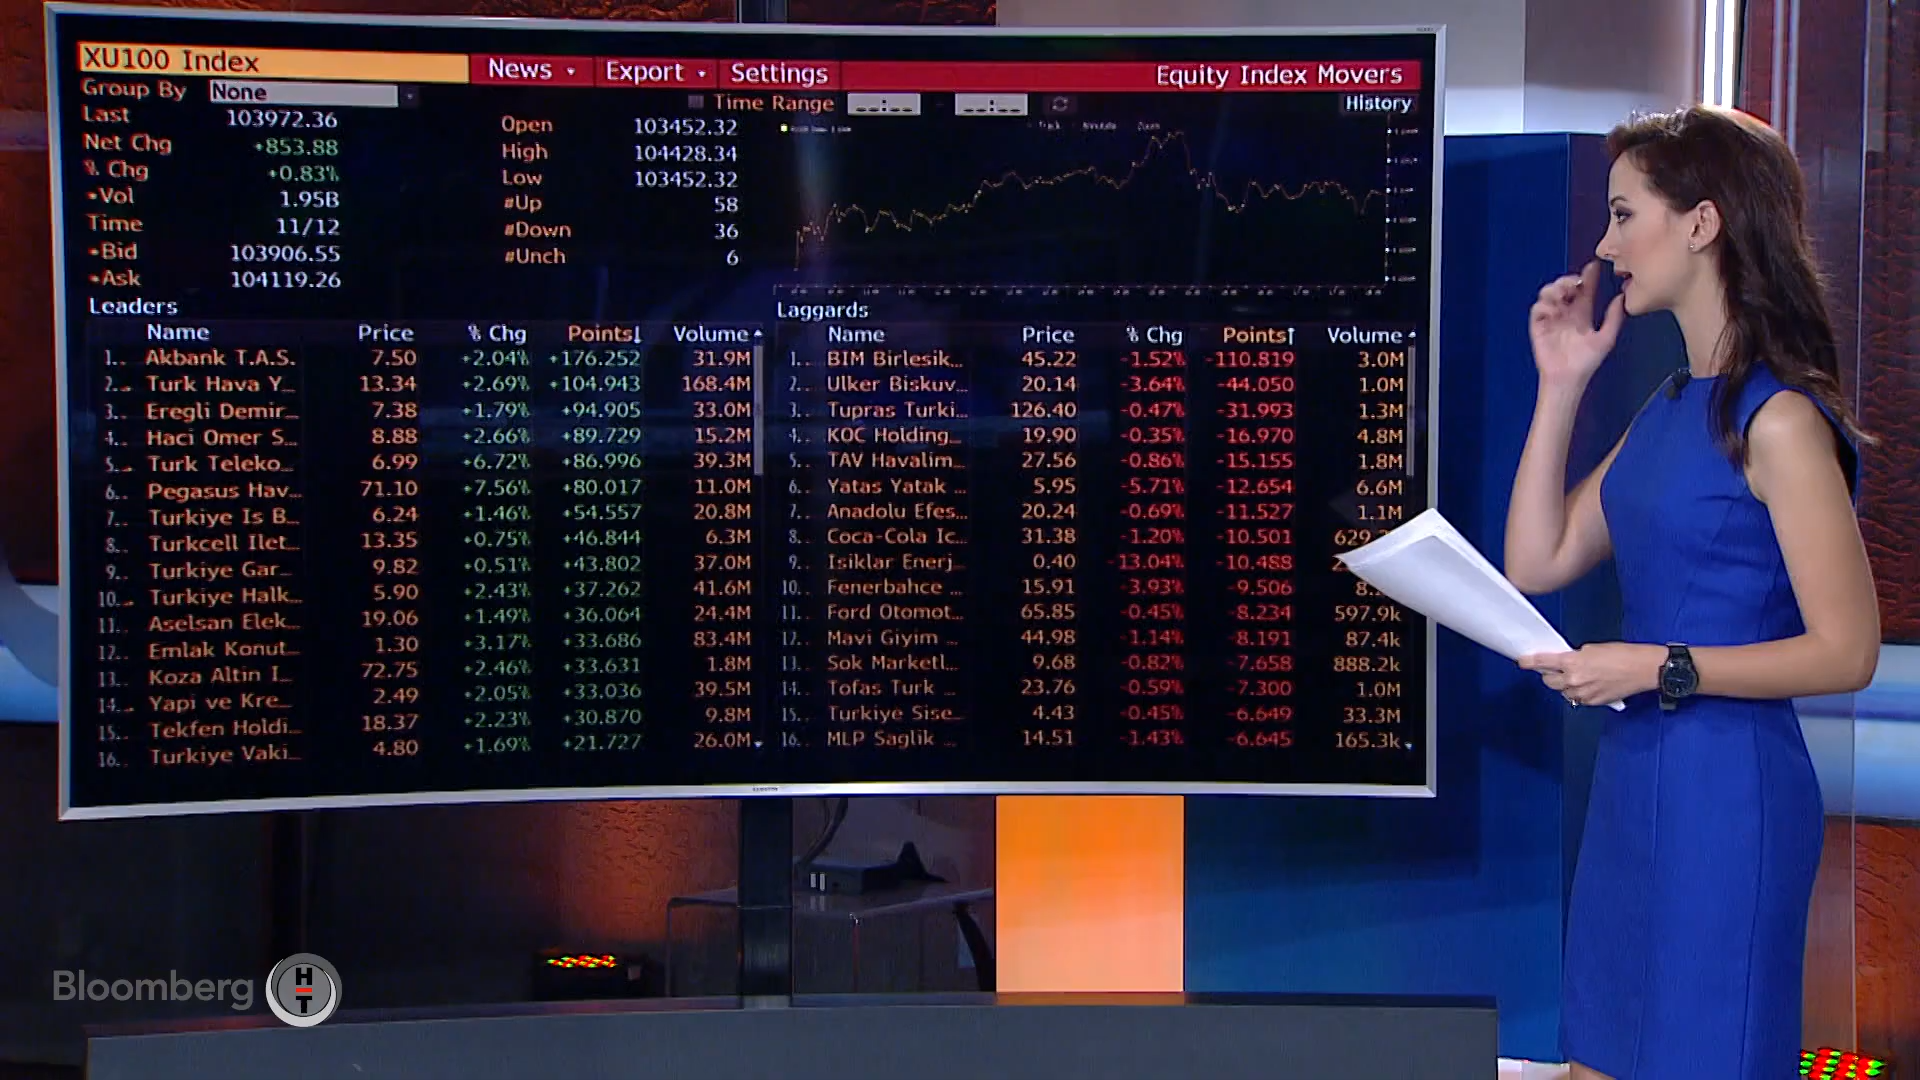 XU100 Index News Export Settings Equity Index Movers
Group By None Time Range History
Last 103972.36 Open 103452.32
Net Chg +853.88 High 104428.34
% Chg +0.83% Low 103452.32
Vol 1.95B #Up 58
Time 11/12 #Down 36
Bid 103906.55 #Unch 6
Ask 104119.26
Leaders
Name Price % Chg Points↓ Volume
1.. Akbank T.A.S. 7.50 +2.04% +176.252 31.9M
2.. Turk Hava Y… 13.34 +2.69% +104.943 168.4M
3.. Eregli Demir… 7.38 +1.79% +94.905 33.0M
4.. Haci Omer S… 8.88 +2.66% +89.729 15.2M
5.. Turk Teleko… 6.99 +6.72% +86.996 39.3M
6.. Pegasus Hav… 71.10 +7.56% +80.017 11.0M
7.. Turkiye Is B… 6.24 +1.46% +54.557 20.8M
8.. Turkcell Ilet… 13.35 +0.75% +46.844 6.3M
9.. Turkiye Gar… 9.82 +0.51% +43.802 37.0M
10.. Turkiye Halk… 5.90 +2.43% +37.262 41.6M
11.. Aselsan Elek… 19.06 +1.49% +36.064 24.4M
12.. Emlak Konut… 1.30 +3.17% +33.686 83.4M
13.. Koza Altin I… 72.75 +2.46% +33.631 1.8M
14.. Yapi ve Kre… 2.49 +2.05% +33.036 39.5M
15.. Tekfen Holdi… 18.37 +2.23% +30.870 9.8M
16.. Turkiye Vaki… 4.80 +1.69% +21.727 26.0M
Laggards
Name Price % Chg Points↑ Volume
1.. BIM Birlesik… 45.22 -1.52% -110.819 3.0M
2.. Ulker Biskuv… 20.14 -3.64% -44.050 1.0M
3.. Tupras Turki… 126.40 -0.47% -31.993 1.3M
4.. KOC Holding… 19.90 -0.35% -16.970 4.8M
5.. TAV Havalim… 27.56 -0.86% -15.155 1.8M
6.. Yatas Yatak … 5.95 -5.71% -12.654 6.6M
7.. Anadolu Efes… 20.24 -0.69% -11.527 1.1M
8.. Coca-Cola Ic… 31.38 -1.20% -10.501 629
9.. Isiklar Enerj… 0.40 -13.04% -10.488
10.. Fenerbahce … 15.91 -3.93% -9.506 8.
11.. Ford Otomot… 65.85 -0.45% -8.234 597.9k
12.. Mavi Giyim … 44.98 -1.14% -8.191 87.4k
13.. Sok Marketl… 9.68 -0.82% -7.658 888.2k
14.. Tofas Turk … 23.76 -0.59% -7.300 1.0M
15.. Turkiye Sise… 4.43 -0.45% -6.649 33.3M
16.. MLP Saglik … 14.51 -1.43% -6.645 165.3k
Bloomberg HT